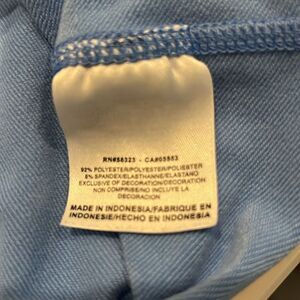 RN#56323 - CA#05553
92% POLYESTER/POLYESTER/POLIESTER
8% SPANDEX/ELASTHANNE/ELASTANO
EXCLUSIVE OF DECORATION/DECORATION
NON COMPRISE/NO INCLUYE LA
DECORACION
MADE IN INDONESIA/FABRIQUE EN
INDONESIE/HECHO EN INDONESIA